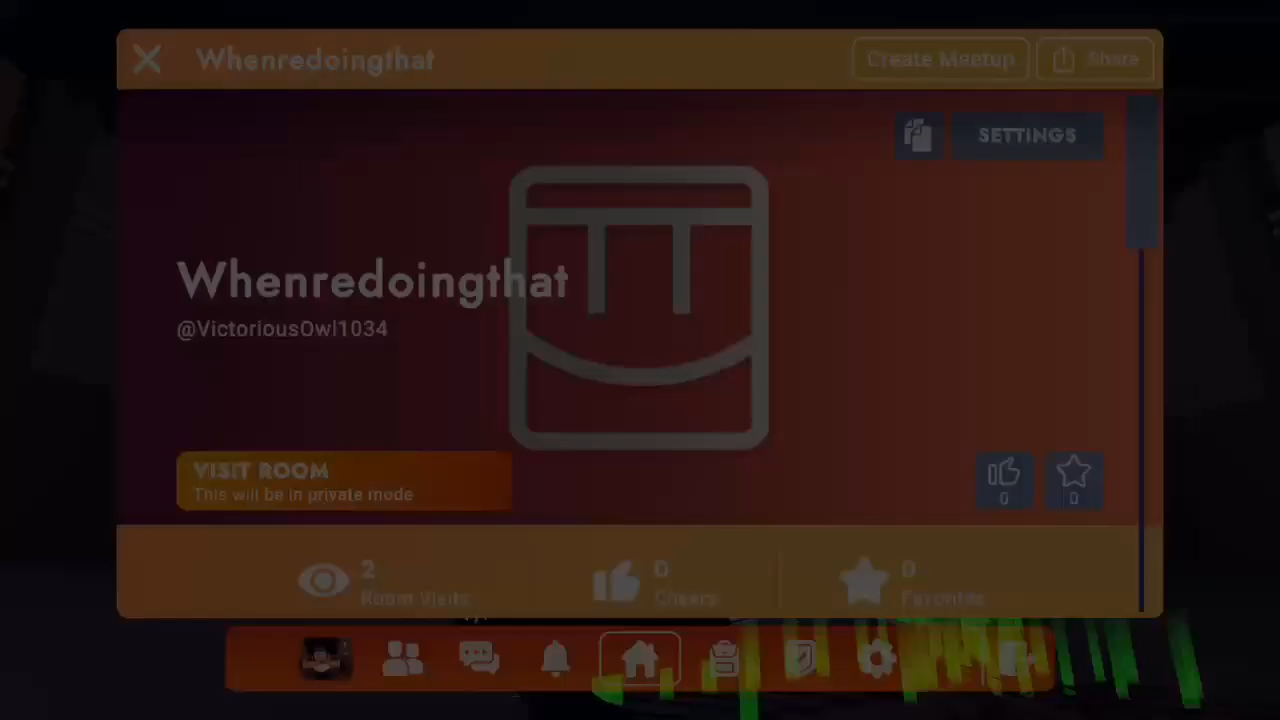 Whenredoingthat
Create Meetup
Share
SETTINGS
Whenredoingthat
@VictoriousOwl1034
VISIT ROOM
This will be in private mode
0
0
2
Room Visits
0
Cheers
0
Favorites